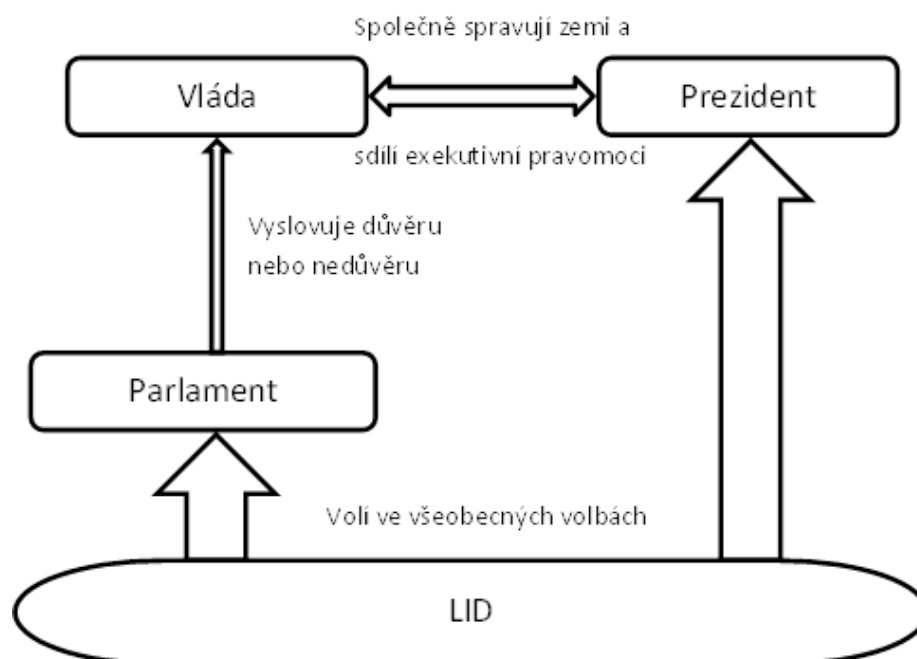 Společně spravují zemi a
Vláda
Prezident
sdílí exekutivní pravomoci
Vyslovuje důvěru
nebo nedůvěru
Parlament
Volí ve všeobecných volbách
LID